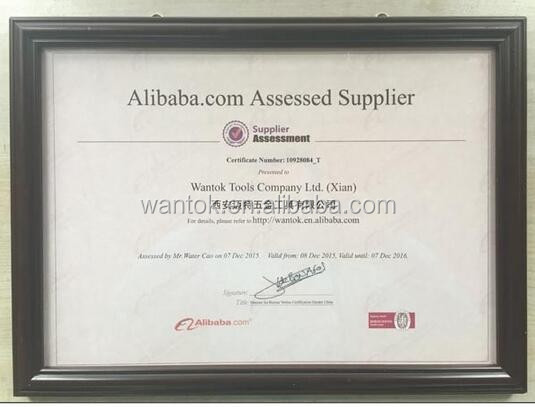 Alibaba.com Assessed Supplier
Supplier
Assessment
Certificate Number: 10928084_T
Presented to
Wantok Tools Company Ltd. (Xian)
wantok.en.alibaba.com
For details, please refer to http://wantok.en.alibaba.com
Assessed by Mr.Water Cao on 07 Dec 2015. Valid from: 08 Dec 2015, Valid until: 07 Dec 2016.
Signature:
Title:
Alibaba.com